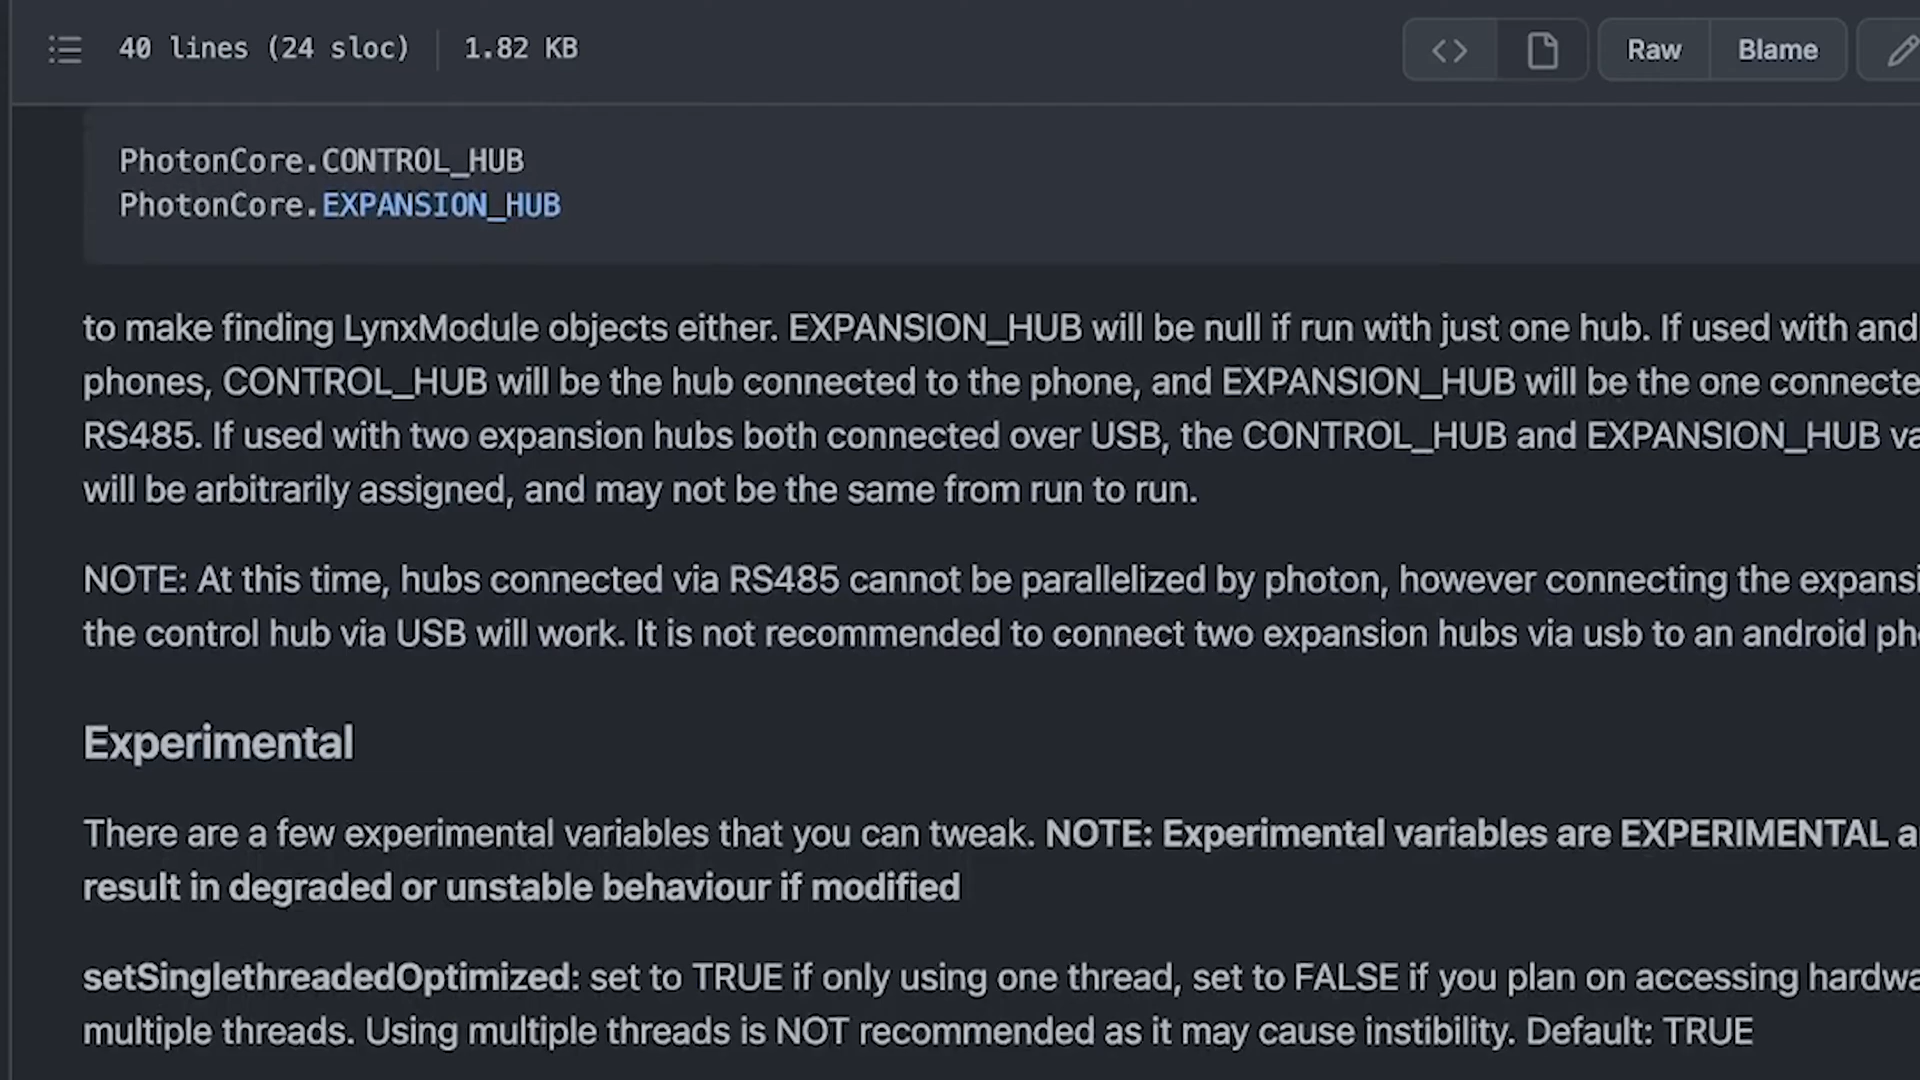 40 lines (24 sloc) 1.82 KB
Raw Blame
PhotonCore.CONTROL_HUB
PhotonCore.EXPANSION_HUB
to make finding LynxModule objects either. EXPANSION_HUB will be null if run with just one hub. If used with and
phones, CONTROL_HUB will be the hub connected to the phone, and EXPANSION_HUB will be the one connecte
RS485. If used with two expansion hubs both connected over USB, the CONTROL_HUB and EXPANSION_HUB va
will be arbitrarily assigned, and may not be the same from run to run.
NOTE: At this time, hubs connected via RS485 cannot be parallelized by photon, however connecting the expansi
the control hub via USB will work. It is not recommended to connect two expansion hubs via usb to an android pho
Experimental
There are a few experimental variables that you can tweak. NOTE: Experimental variables are EXPERIMENTAL a
result in degraded or unstable behaviour if modified
setSinglethreadedOptimized: set to TRUE if only using one thread, set to FALSE if you plan on accessing hardwa
multiple threads. Using multiple threads is NOT recommended as it may cause instibility. Default: TRUE